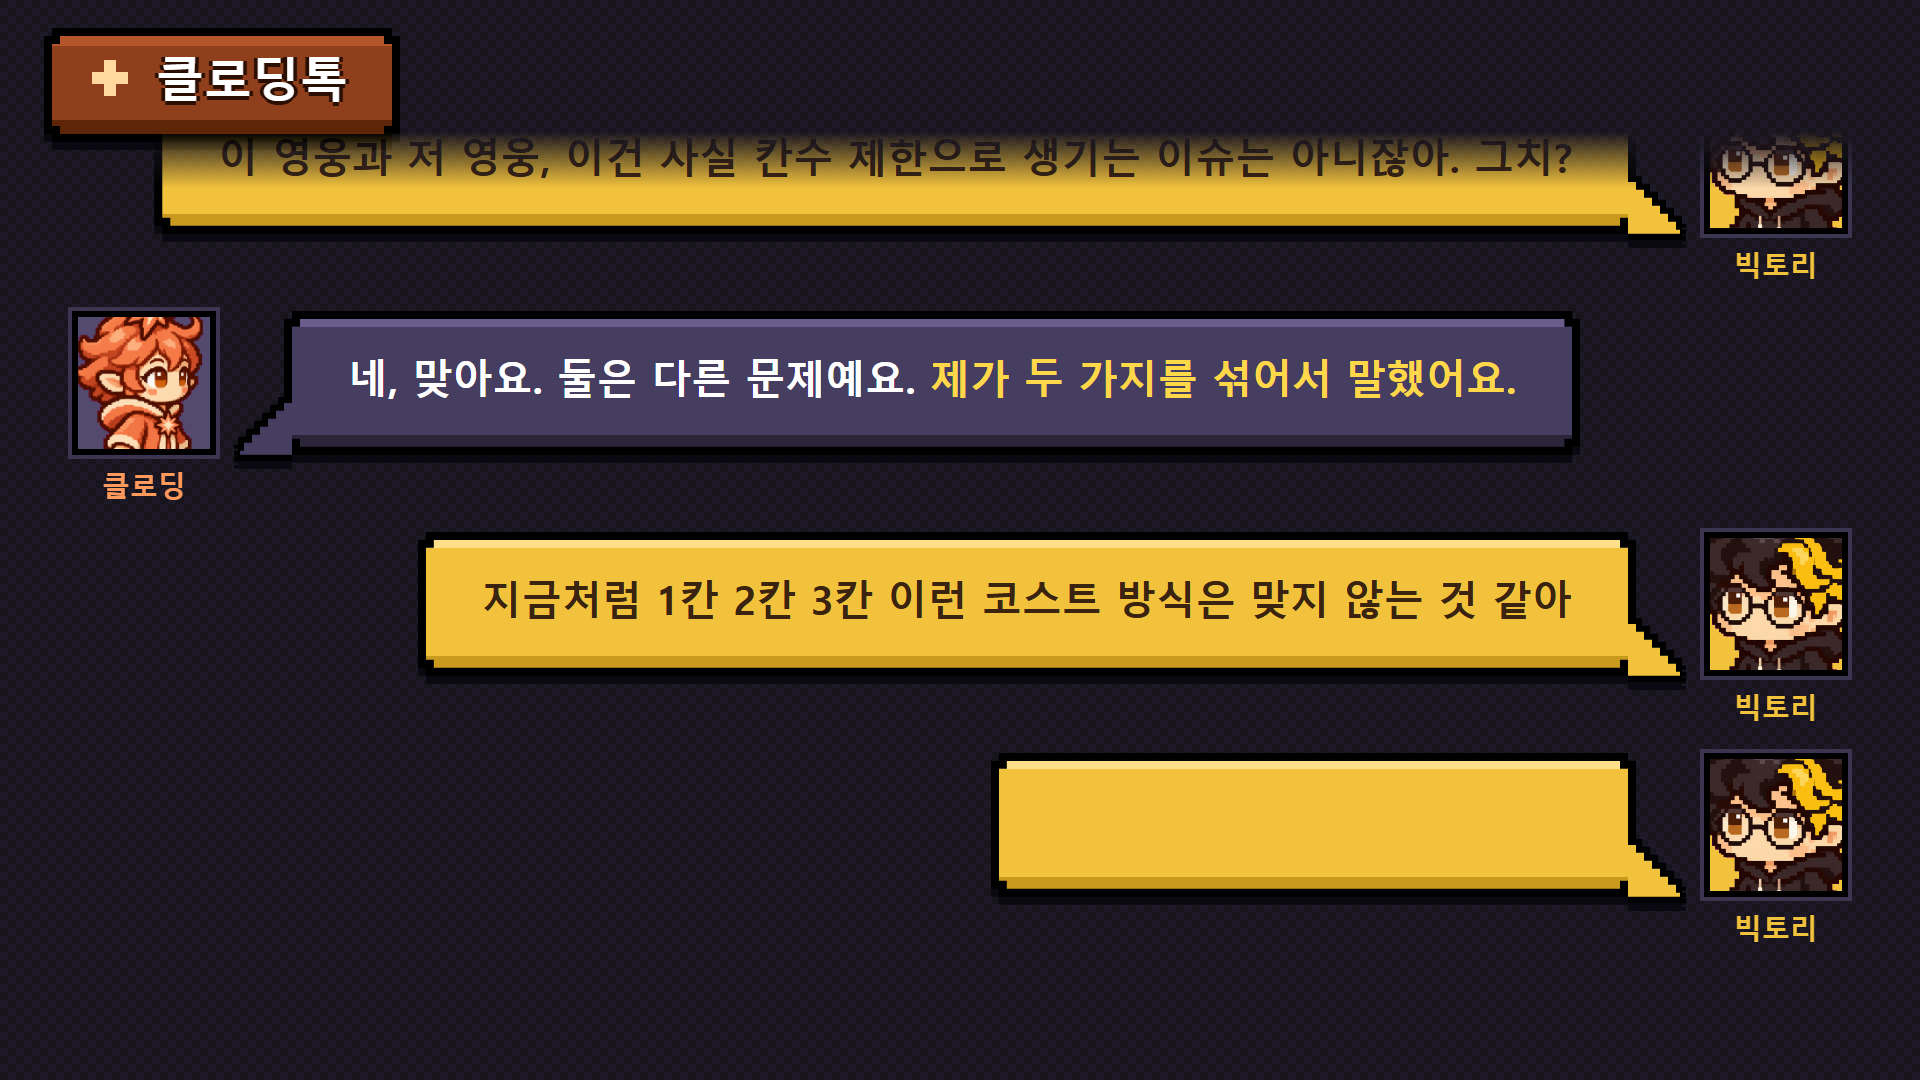 클로딩톡
이 영웅과 저 영웅, 이건 사실 칸수 제한으로 생기는 이슈는 아니잖아. 그치?
빅토리
네, 맞아요. 둘은 다른 문제예요. 제가 두 가지를 섞어서 말했어요.
클로딩
지금처럼 1칸 2칸 3칸 이런 코스트 방식은 맞지 않는 것 같아
빅토리
빅토리